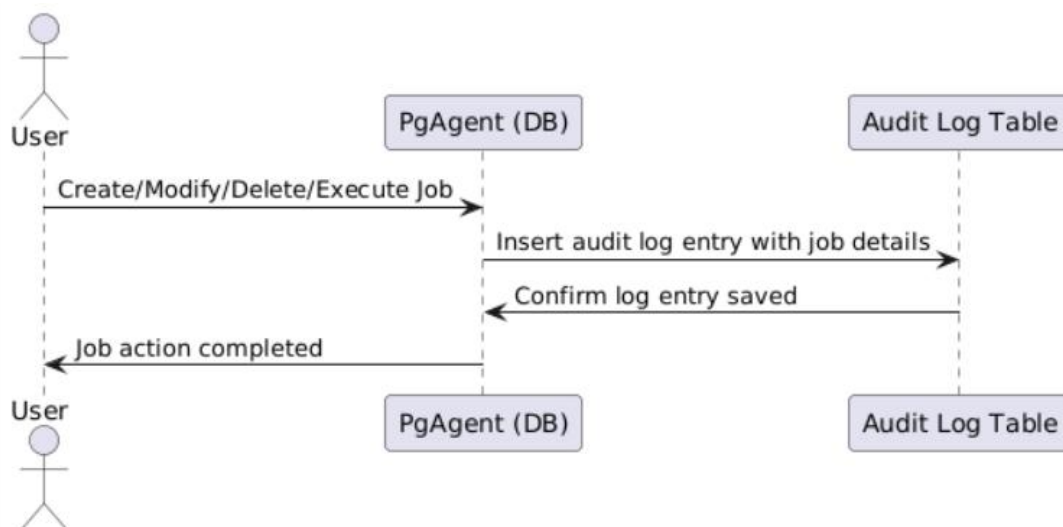 User
PgAgent (DB)
Audit Log Table
Create/Modify/Delete/Execute Job
Insert audit log entry with job details
Confirm log entry saved
Job action completed
User
PgAgent (DB)
Audit Log Table